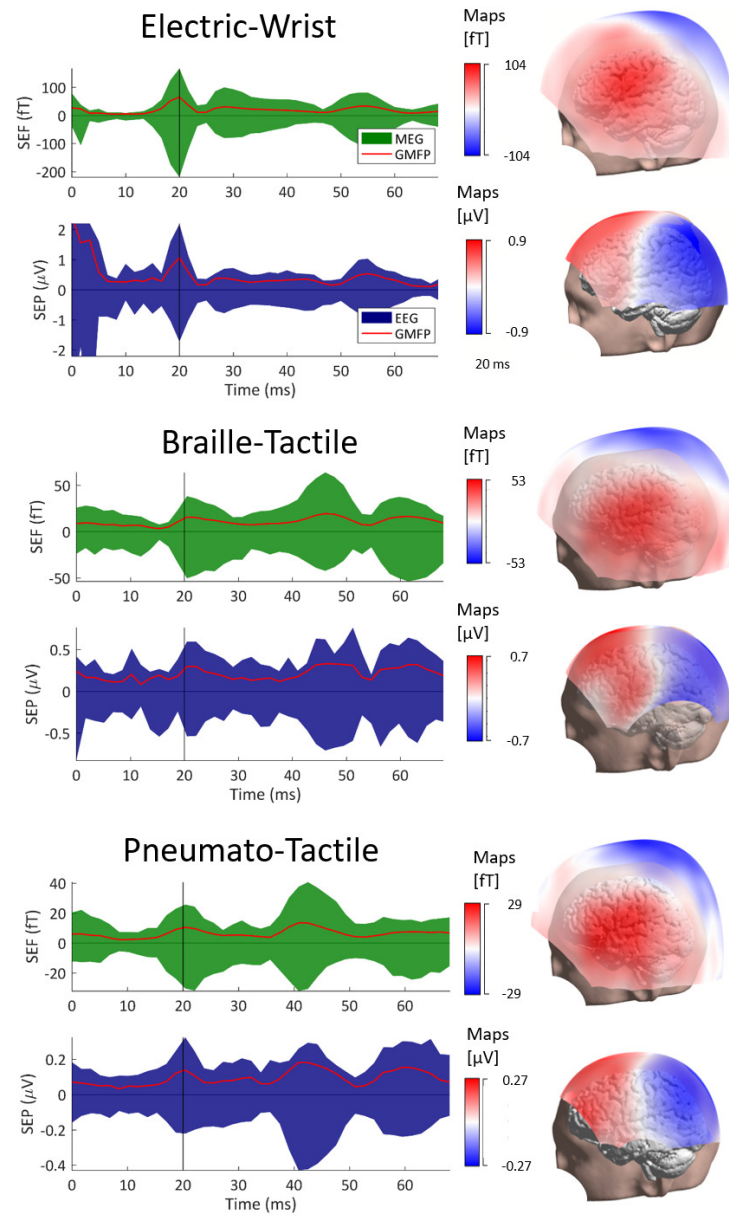 Electric-Wrist
Maps
[fT]
104
-104
SEF (fT)
100
0
-100
-200
MEG
GMFP
0 10 20 30 40 50 60
Maps
[µV]
0.9
-0.9
20 ms
SEP (µV)
2
1
0
-1
-2
EEG
GMFP
0 10 20 30 40 50 60
Time (ms)
Braille-Tactile
Maps
[fT]
53
-53
SEF (fT)
50
0
-50
0 10 20 30 40 50 60
Maps
[µV]
0.7
-0.7
SEP (µV)
0.5
0
-0.5
0 10 20 30 40 50 60
Time (ms)
Pneumato-Tactile
Maps
[fT]
29
-29
SEF (fT)
40
20
0
-20
0 10 20 30 40 50 60
Maps
[µV]
0.27
-0.27
SEP (µV)
0.2
0
-0.2
-0.4
0 10 20 30 40 50 60
Time (ms)